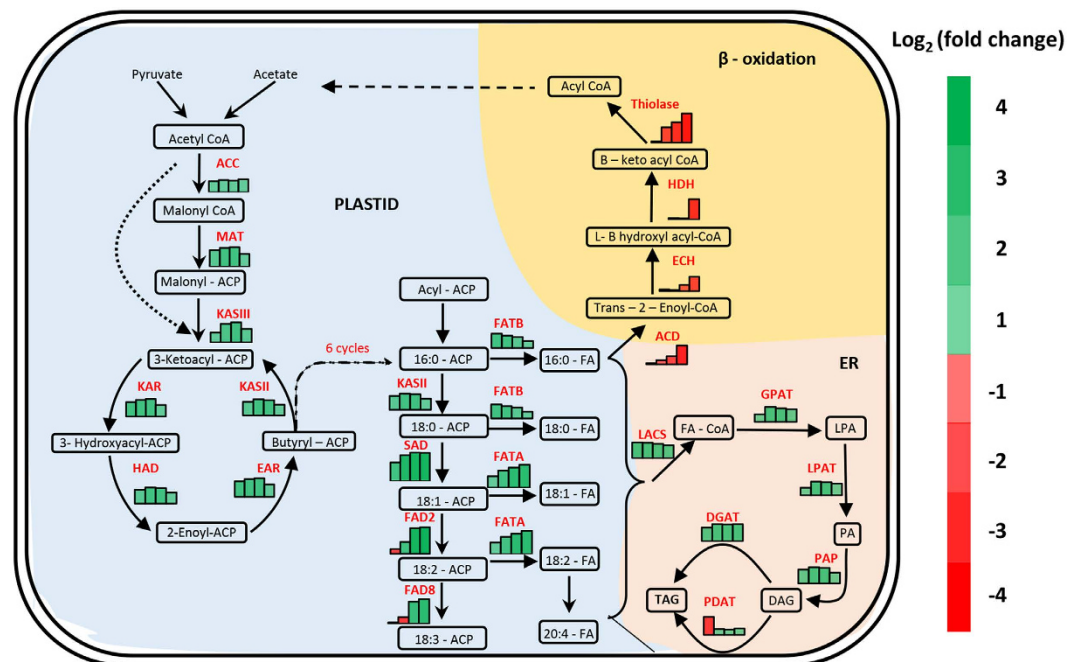 Log2 (fold change)
4
3
2
1
-1
-2
-3
-4
β - oxidation
PLASTID
ER
Pyruvate
Acetate
Acetyl CoA
ACC
Malonyl CoA
MAT
Malonyl - ACP
KASIII
3-Ketoacyl - ACP
KAR
KASII
3- Hydroxyacyl-ACP
Butyryl – ACP
HAD
EAR
2-Enoyl-ACP
6 cycles
Acyl - ACP
16:0 - ACP
FATB
16:0 - FA
KASII
FATB
18:0 - ACP
18:0 - FA
SAD
FATA
18:1 - ACP
18:1 - FA
FAD2
FATA
18:2 - ACP
18:2 - FA
FAD8
18:3 - ACP
20:4 - FA
Acyl CoA
Thiolase
B – keto acyl CoA
HDH
L- B hydroxyl acyl-CoA
ECH
Trans – 2 – Enoyl-CoA
ACD
GPAT
LACS
FA - CoA
LPA
LPAT
PA
DGAT
PAP
TAG
PDAT
DAG